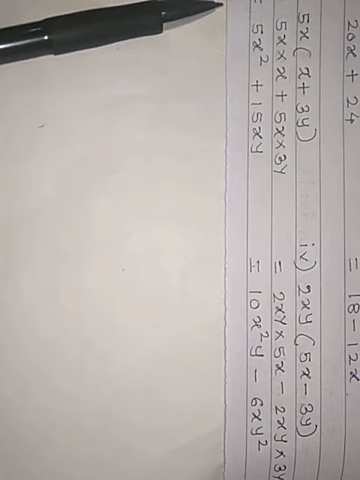 20x + 24 = 18 - 12x
5x(x + 3y) iv) 2xy(5x - 3y)
= 5x × x + 5x × 3y = 2xy × 5x - 2xy × 3y
= 5x² + 15xy = 10x²y - 6xy²